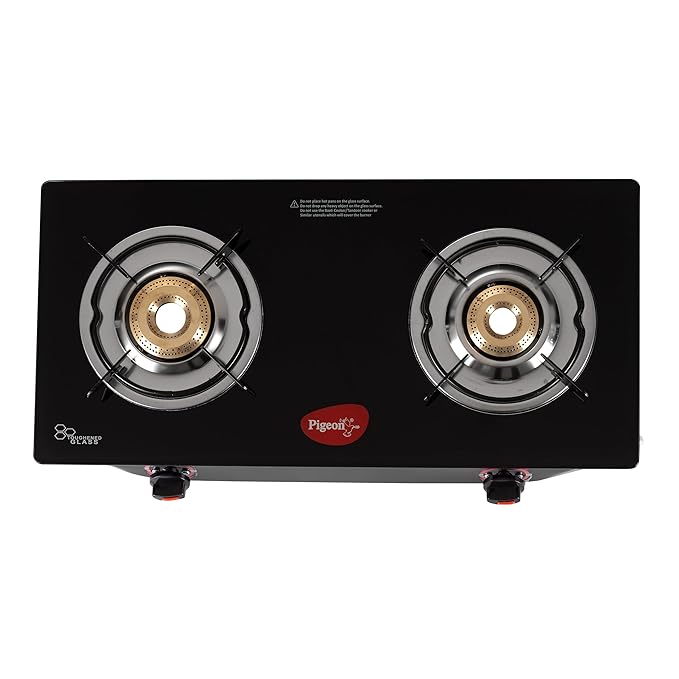 Do not place hot pans on the glass surface.
Do not drop any heavy object on the glass surface.
Do not use the Roast Cooker/Tandoor cooker or
Similar utensils which will cover the burner
Pigeon
TOUGHENED
GLASS